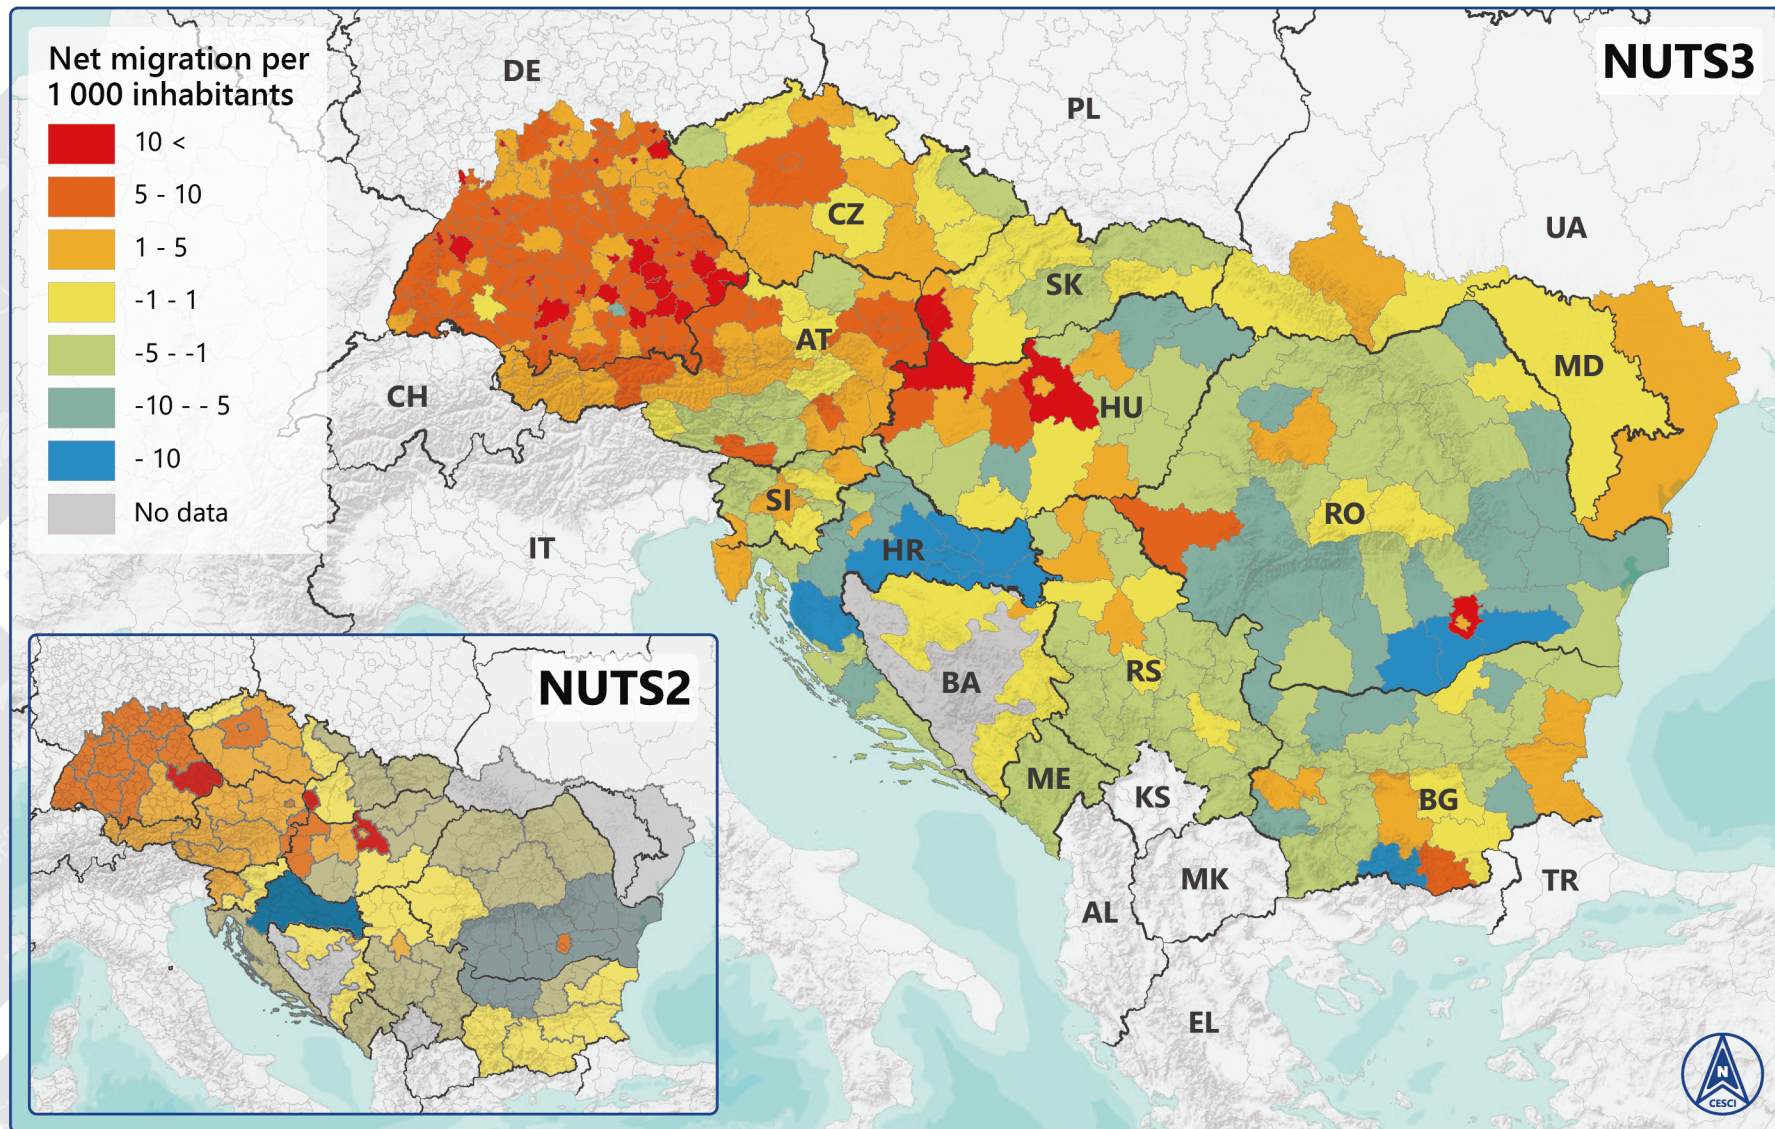 Net migration per
1 000 inhabitants
10 <
5 - 10
1 - 5
-1 - 1
-5 - -1
-10 - - 5
- 10
No data
NUTS3
DE
PL
UA
CZ
SK
AT
MD
CH
HU
SI
RO
IT
HR
BA
RS
ME
KS
BG
MK
TR
AL
EL
NUTS2
N
CESCI